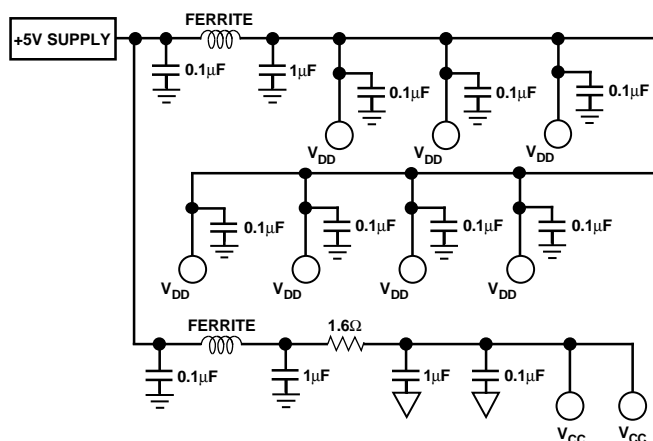 FERRITE
+5V SUPPLY
0.1µF
1µF
0.1µF
0.1µF
0.1µF
VDD
VDD
VDD
0.1µF
0.1µF
0.1µF
0.1µF
VDD
VDD
VDD
VDD
FERRITE
1.6Ω
0.1µF
1µF
1µF
0.1µF
VCC
VCC